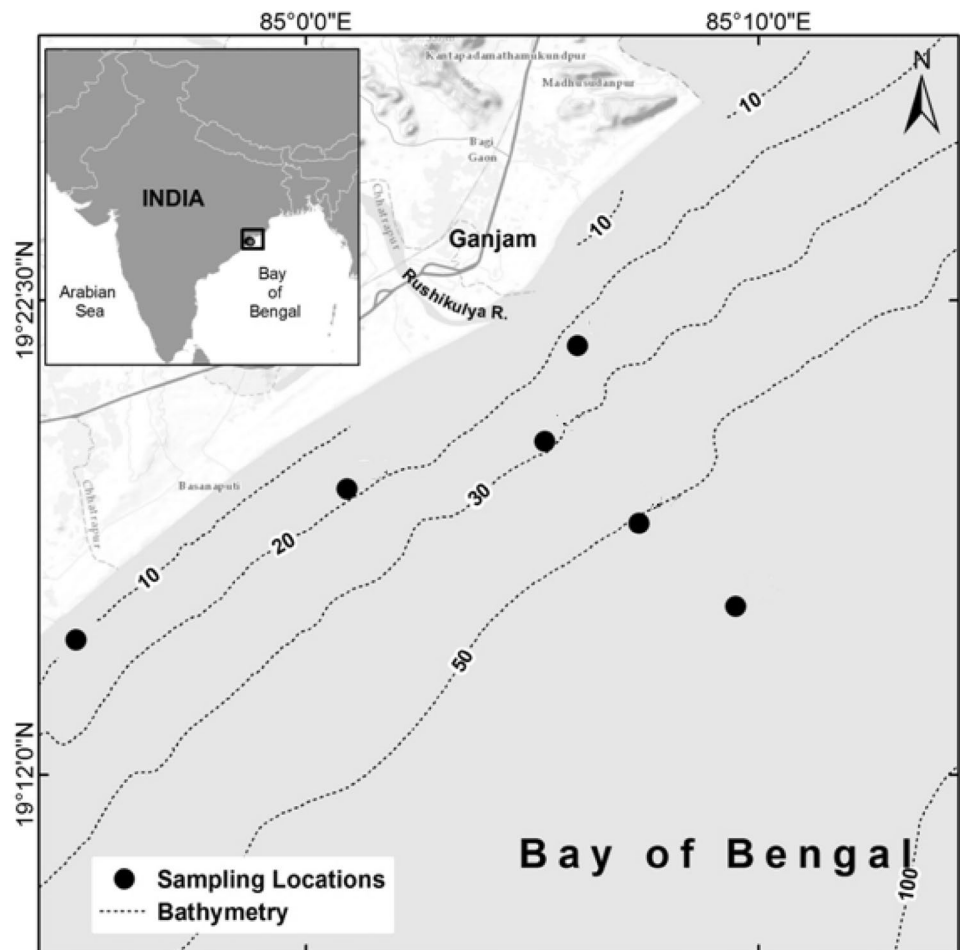 85°0'0"E
85°10'0"E
N
Kantapadamathamukundpur
Madhusudanpur
Bagi
Gaon
Chhatrapur
10
10
INDIA
Ganjam
Rushikulya R.
Arabian
Sea
Bay
of
Bengal
19°22'30"N
Basanaputi
Chhatrapur
10
20
30
50
19°12'0"N
Bay of Bengal
100
Sampling Locations
Bathymetry